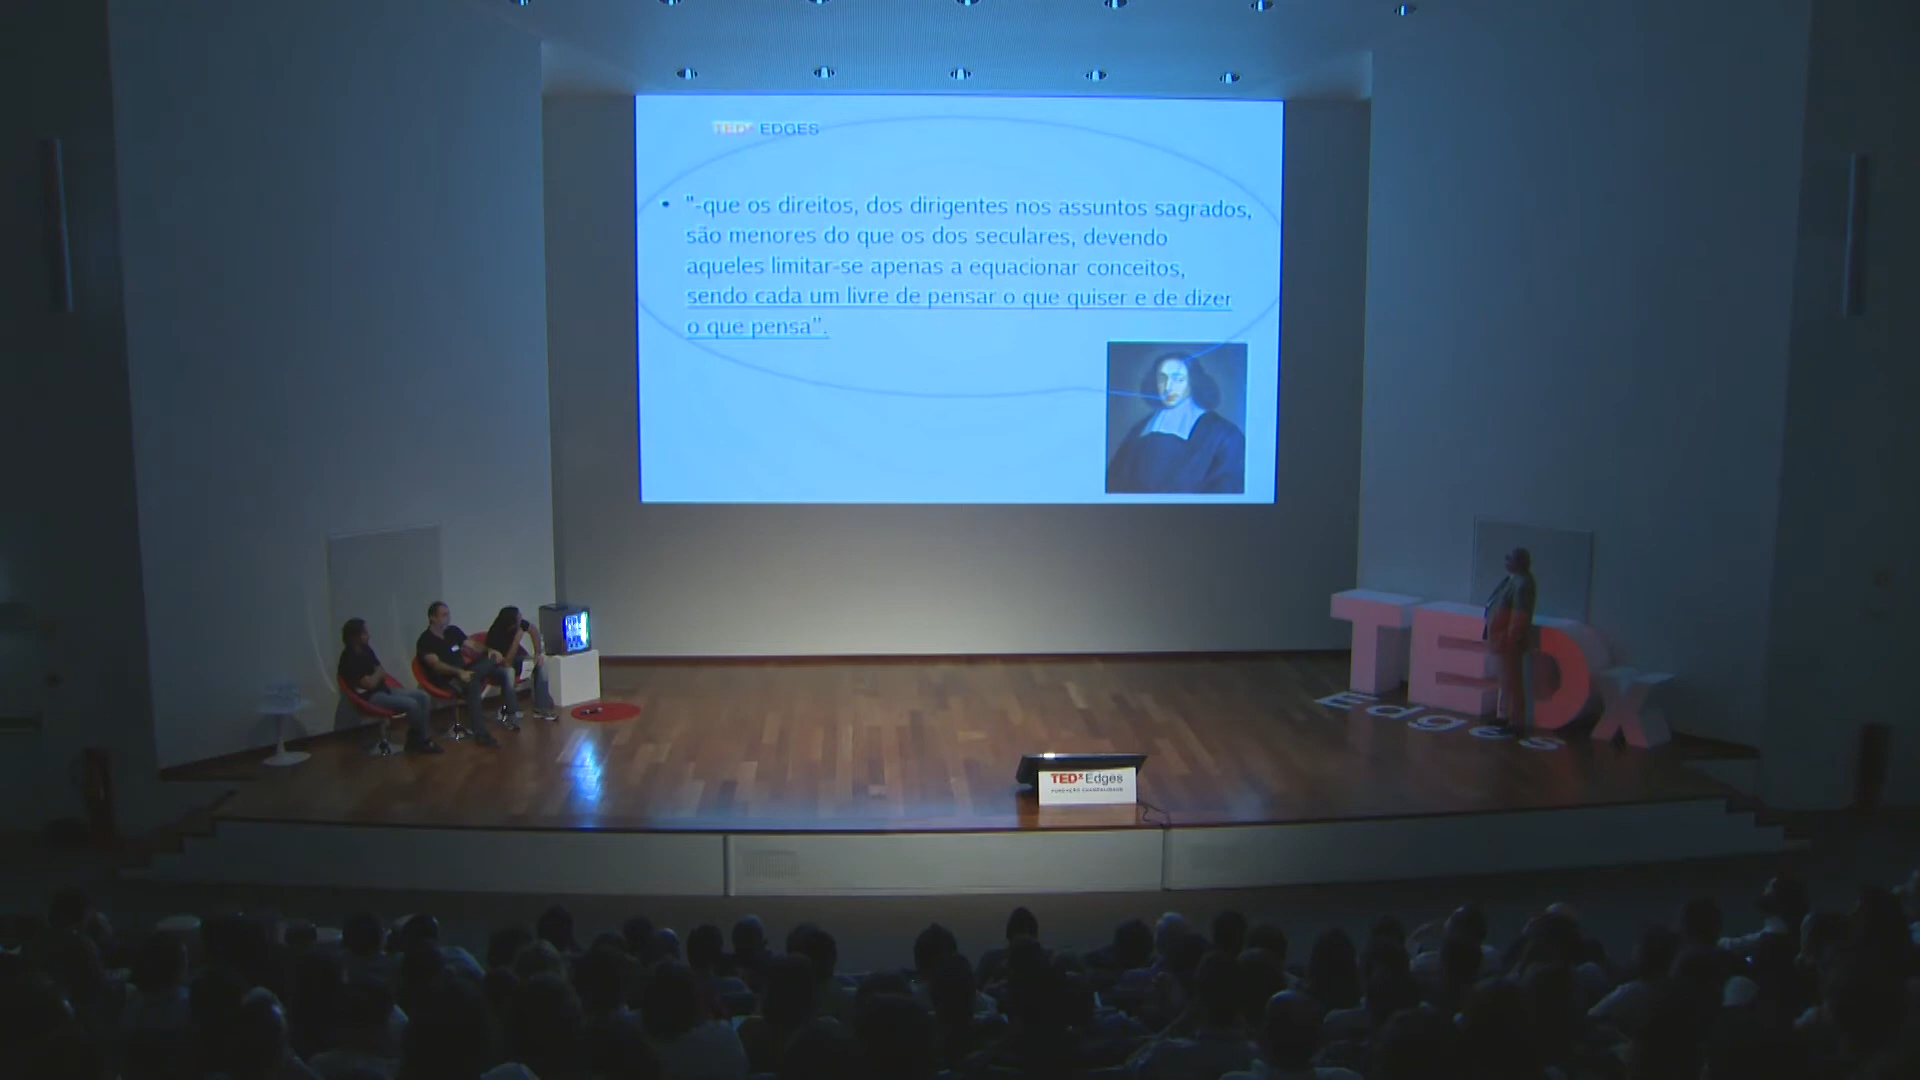 TEDx EDGES
• "-que os direitos, dos dirigentes nos assuntos sagrados,
são menores do que os dos seculares, devendo
aqueles limitar-se apenas a equacionar conceitos,
sendo cada um livre de pensar o que quiser e de dizer
o que pensa".
TEDx
Edges
TEDx Edges
FUNDAÇÃO CHAMPALIMAUD